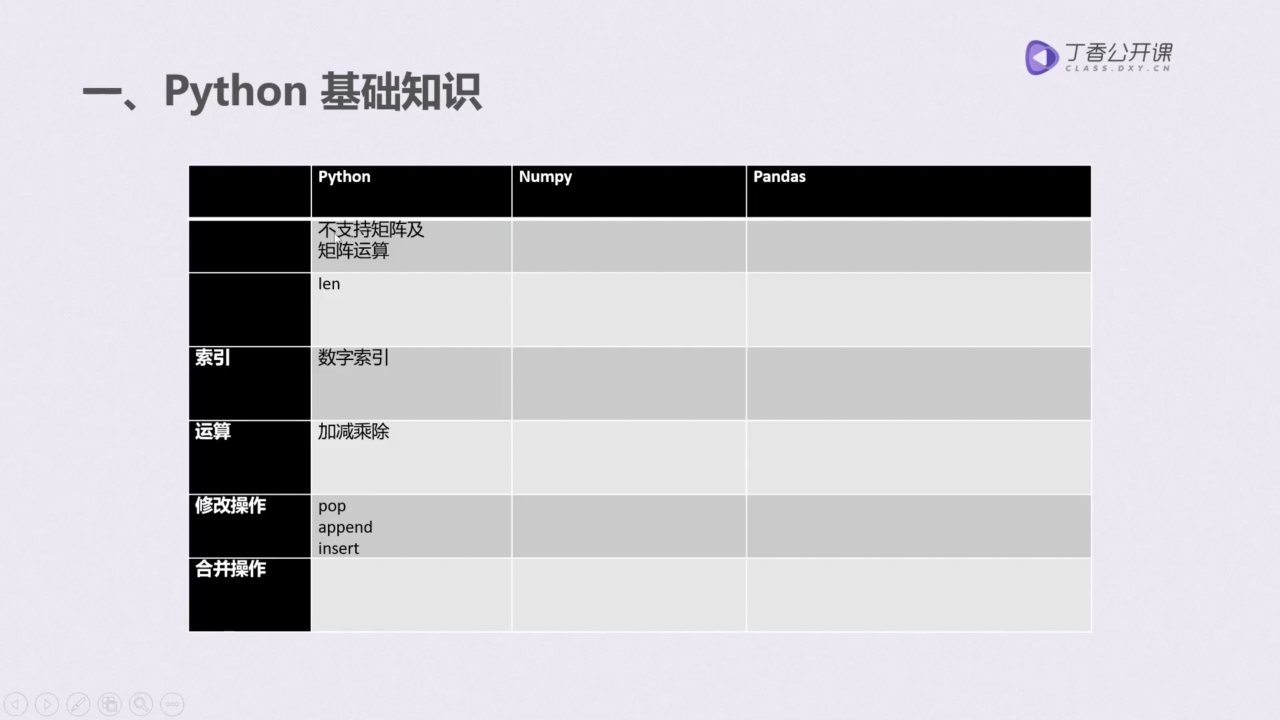 丁香公开课
CLASS.DXY.CN
一、Python 基础知识
Python Numpy Pandas
不支持矩阵及
矩阵运算
len
索引 数字索引
运算 加减乘除
修改操作 pop
append
insert
合并操作